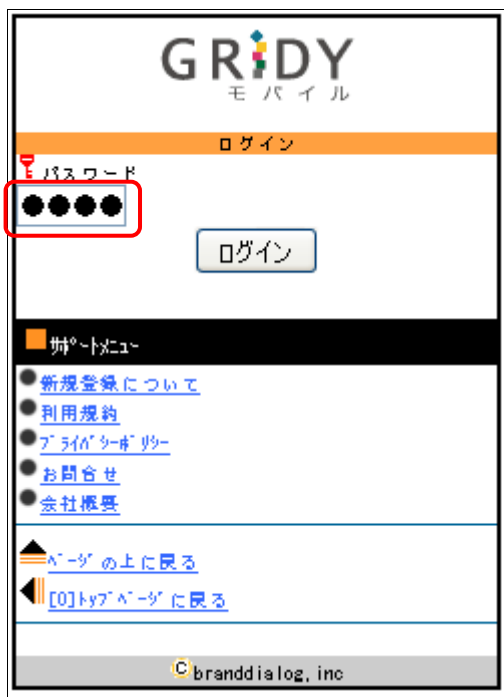 GRiDY
モバイル
ログイン
パスワード
●●●●
ログイン
ｻﾎﾟｰﾄﾒﾆｭｰ
新規登録について
利用規約
ﾌﾟﾗｲﾊﾞｼｰﾎﾟﾘｼｰ
お問合せ
会社概要
ﾍﾟｰｼﾞの上に戻る
[0]ﾄｯﾌﾟﾍﾟｰｼﾞに戻る
©branddialog, inc